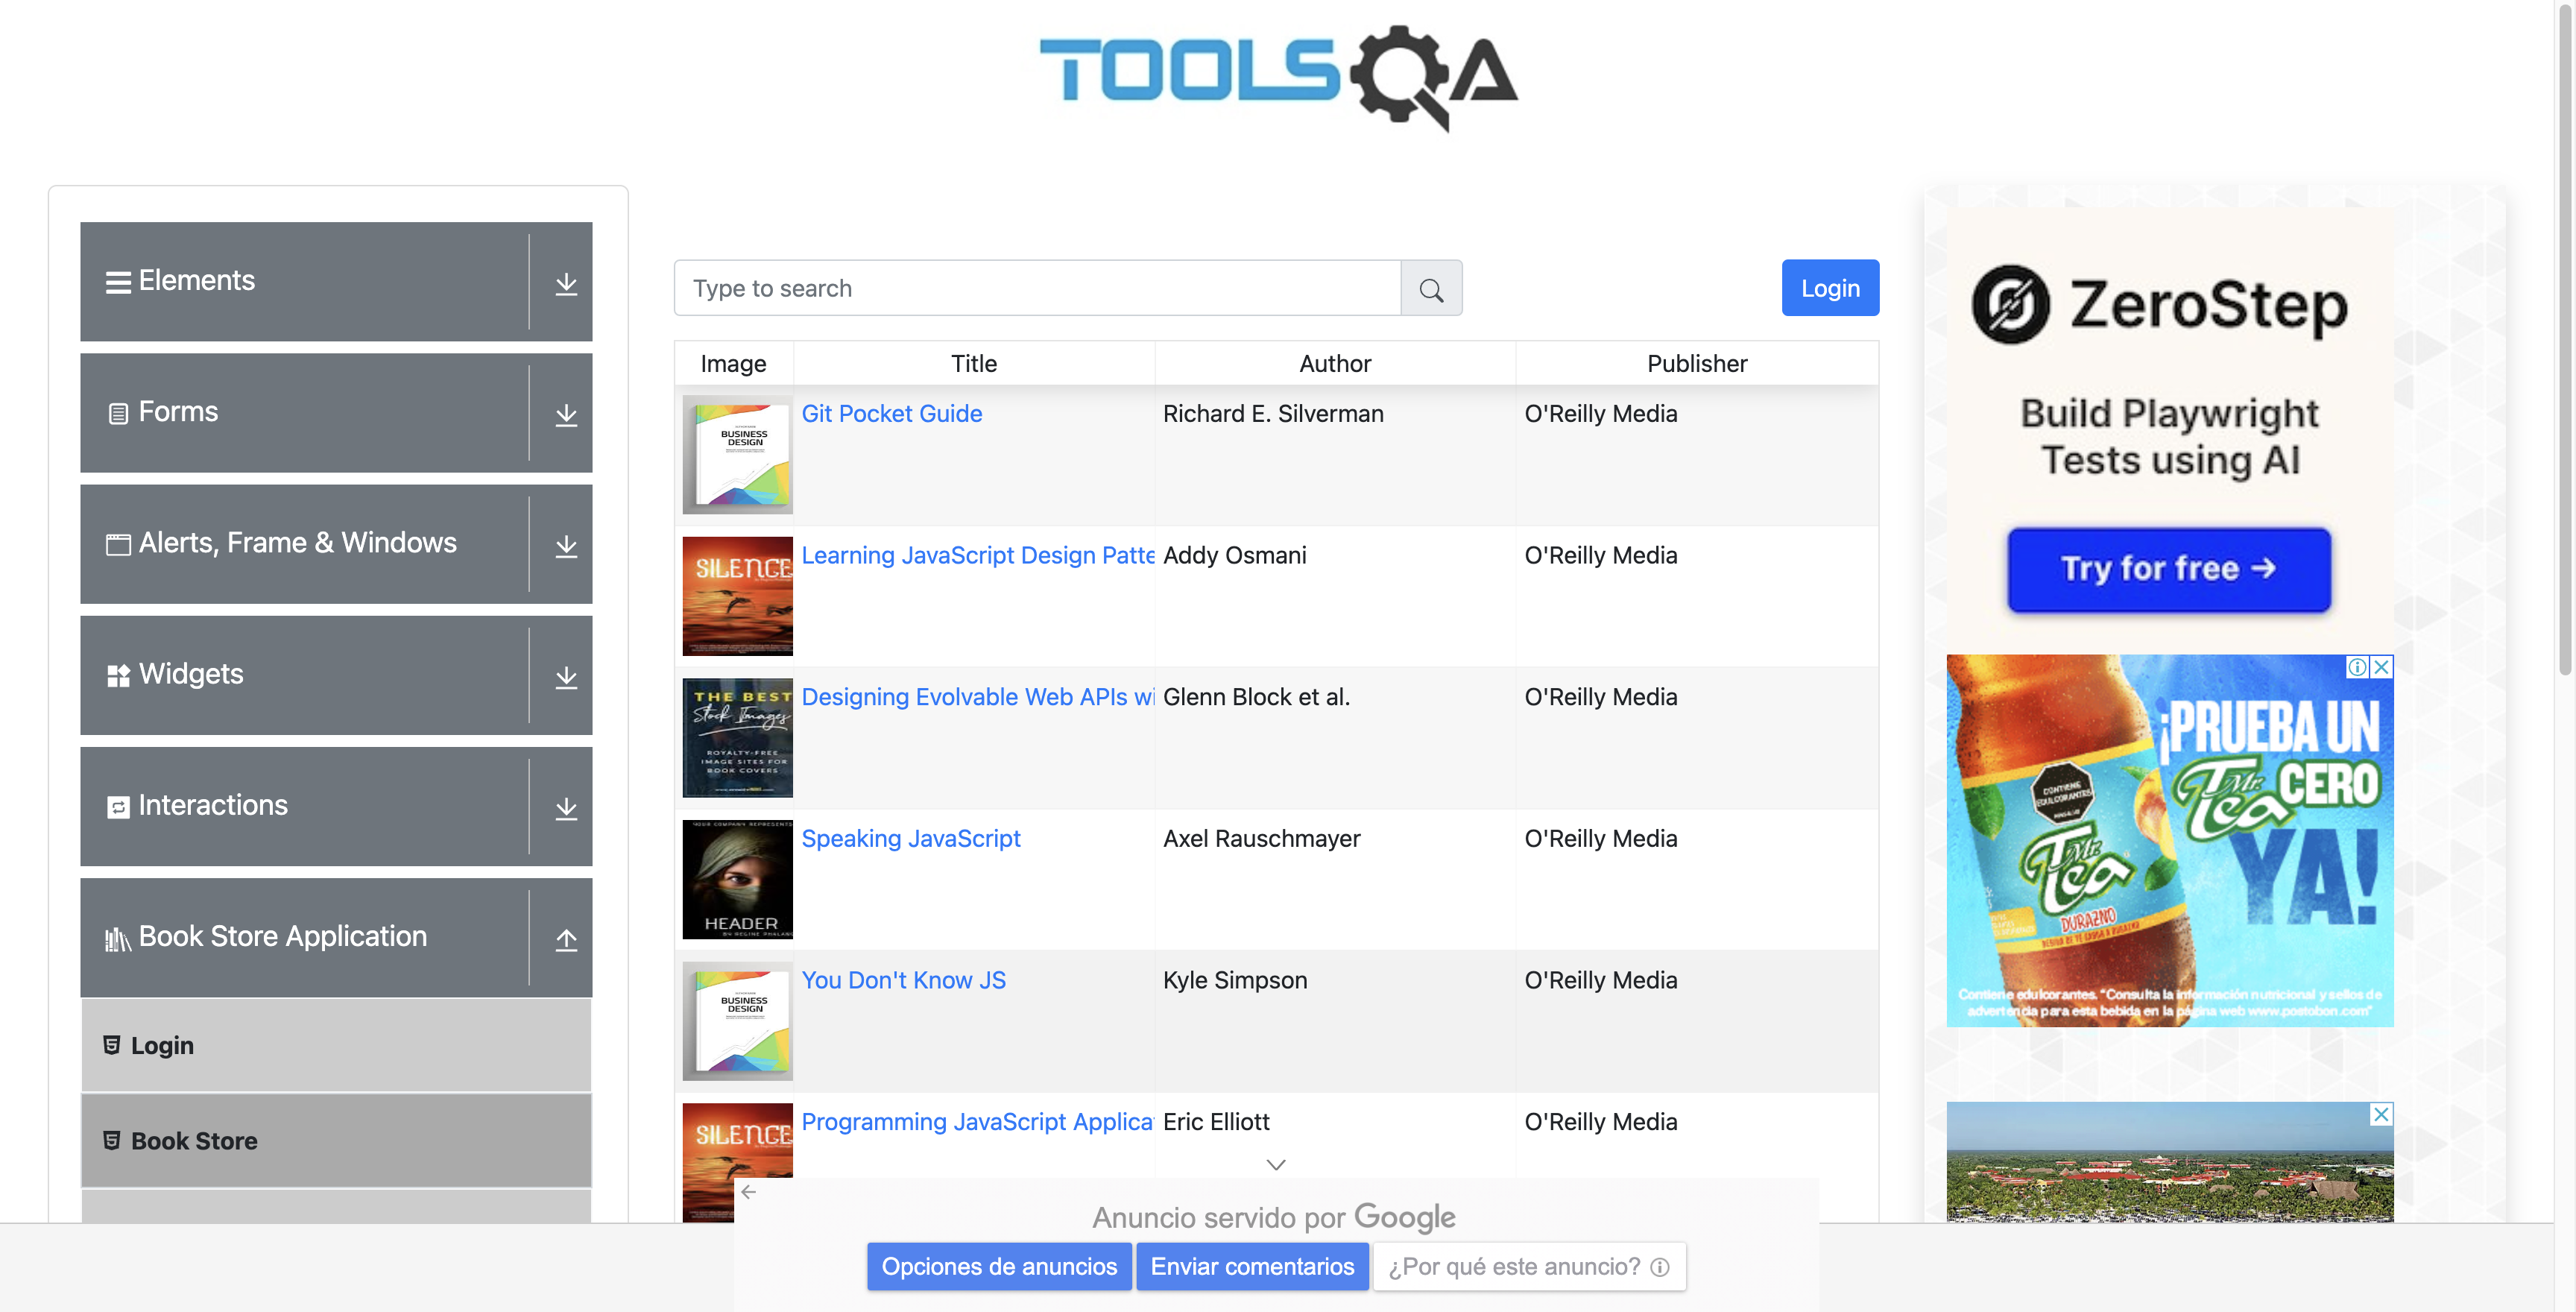 TOOLSQA
Elements
Forms
Alerts, Frame & Windows
Widgets
Interactions
Book Store Application
Login
Book Store
Type to search
Login
Image Title Author Publisher
BUSINESS
DESIGN
Git Pocket Guide Richard E. Silverman O'Reilly Media
SILENCE
Learning JavaScript Design Patte Addy Osmani O'Reilly Media
THE BEST
Stock Images
ROYALTY-FREE
IMAGE SITES FOR
BOOK COVERS
Designing Evolvable Web APIs wi Glenn Block et al. O'Reilly Media
YOUR COMPANY REPRESENTS
HEADER
Speaking JavaScript Axel Rauschmayer O'Reilly Media
BUSINESS
DESIGN
You Don't Know JS Kyle Simpson O'Reilly Media
SILENCE
Programming JavaScript Applica Eric Elliott O'Reilly Media
Anuncio servido por Google
Opciones de anuncios
Enviar comentarios
¿Por qué este anuncio?
ZeroStep
Build Playwright
Tests using AI
Try for free →
¡PRUEBA UN
Mr. Tea CERO
YA!
CONTIENE
EDULCORANTES
Mr.
Tea
DURAZNO
Contiene edulcorantes. "Consulta la información nutricional y sellos de
advertencia para esta bebida en la página web www.postobon.com"